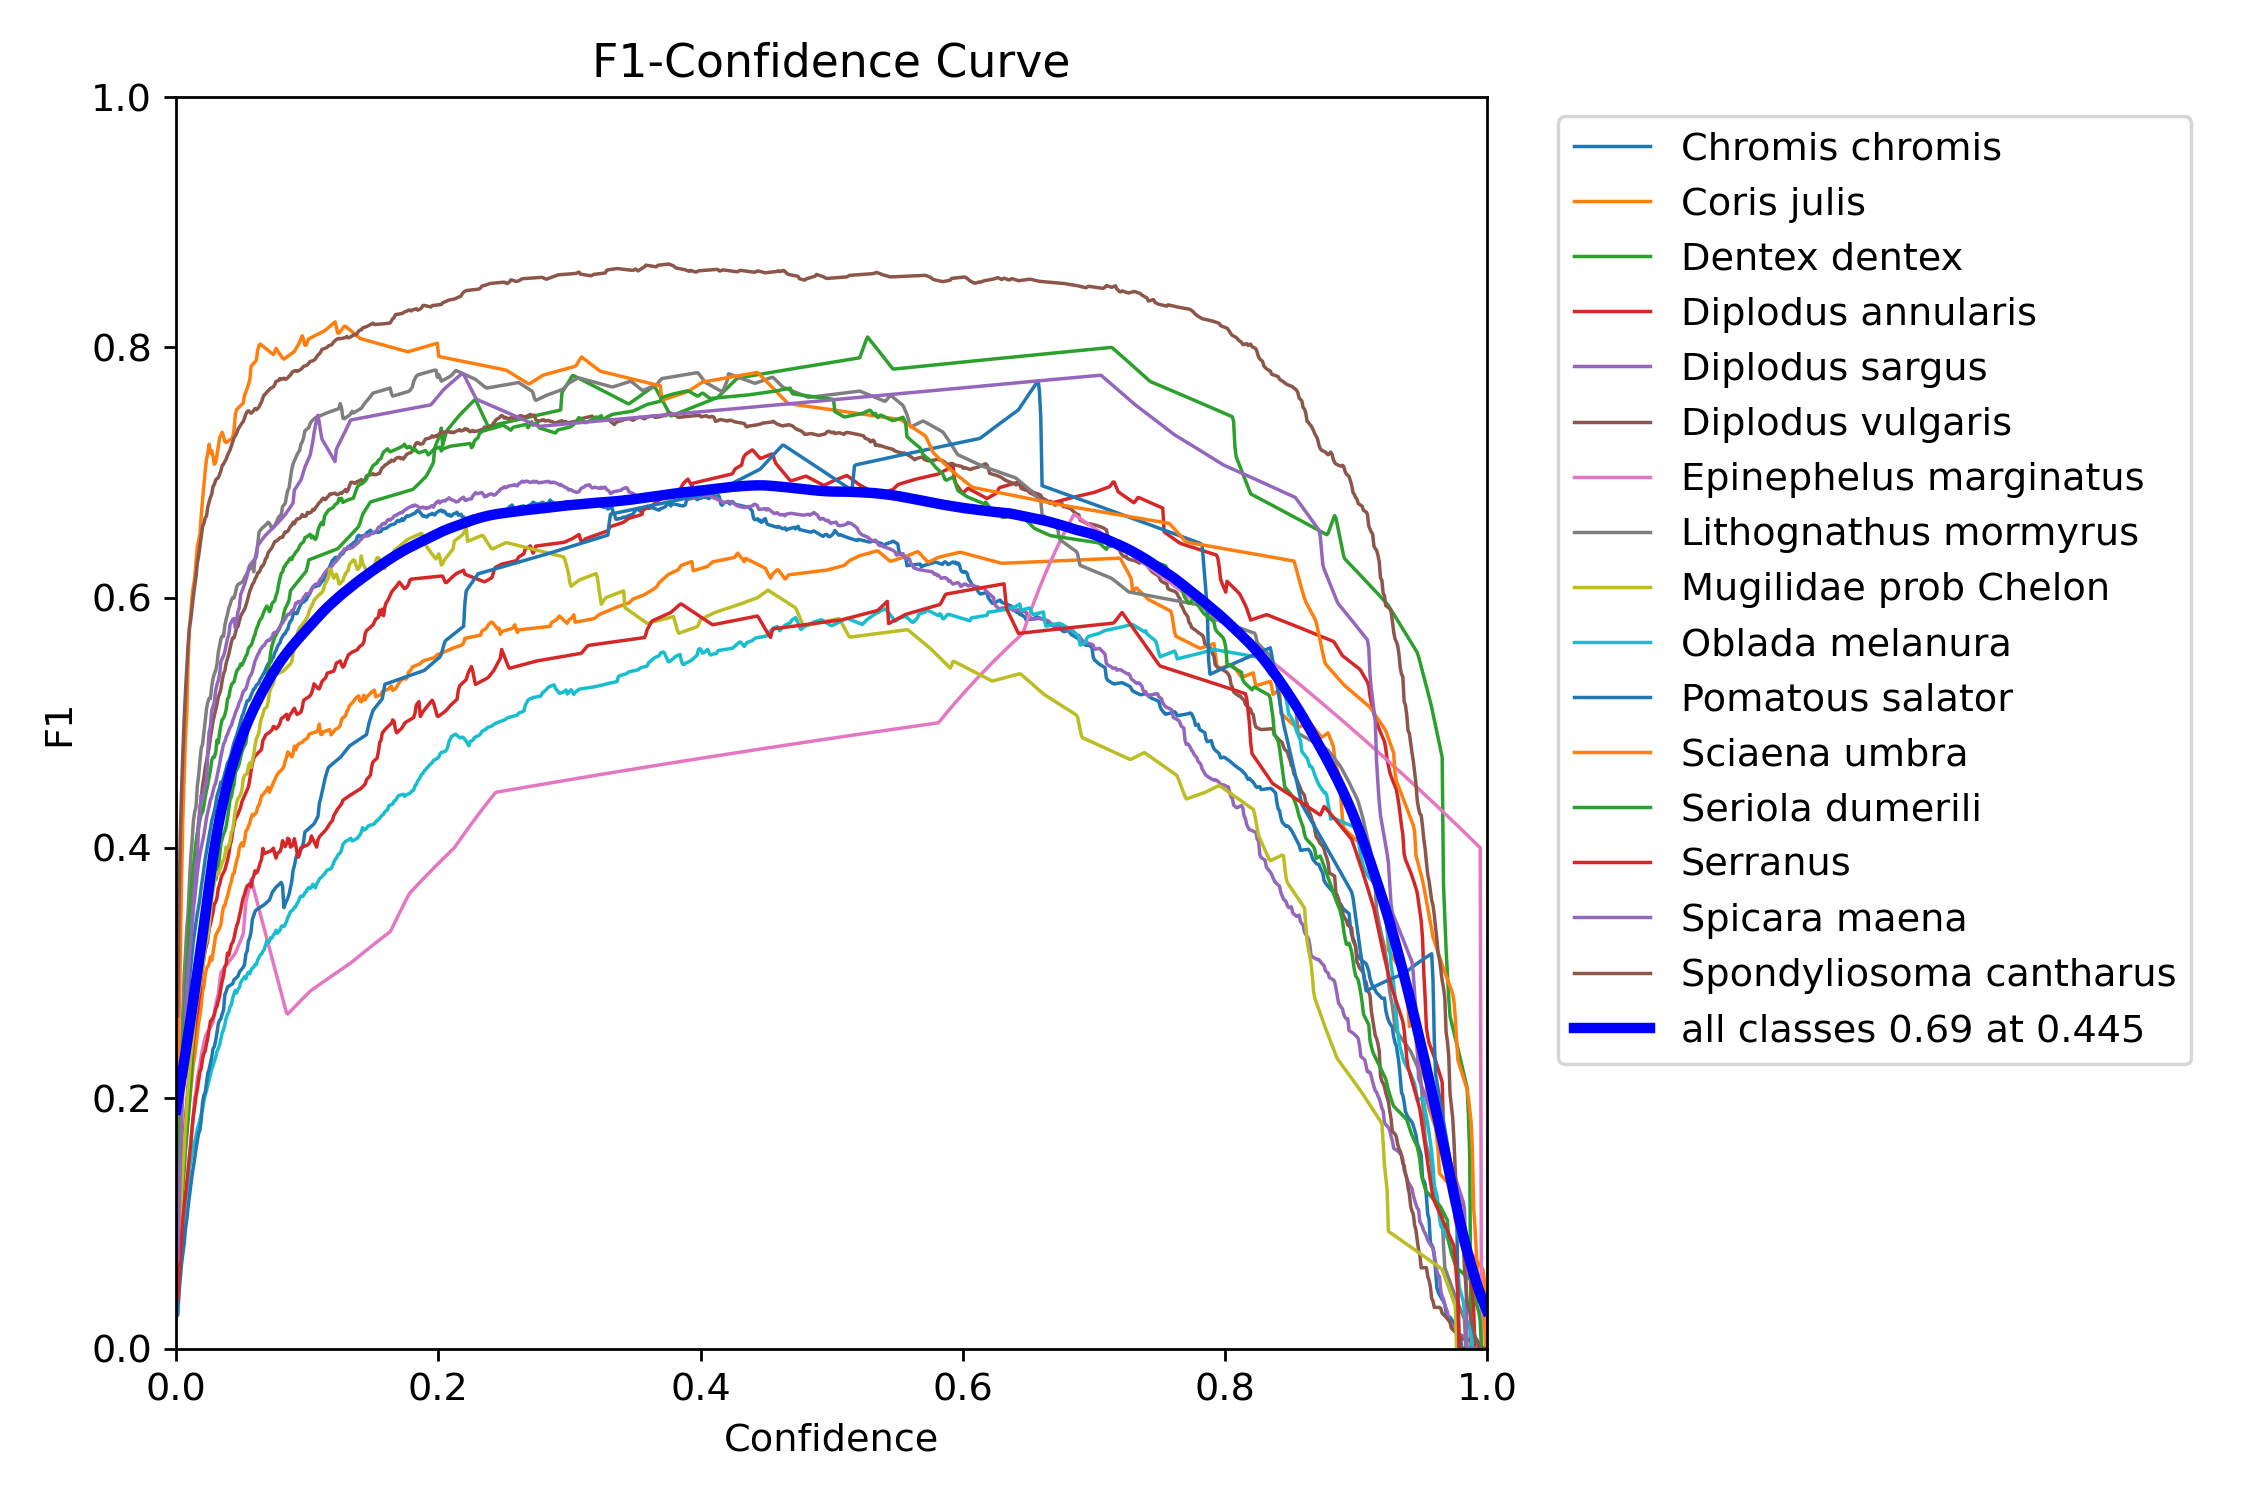 F1-Confidence Curve
1.0
0.8
0.6
0.4
0.2
0.0
F1
0.0 0.2 0.4 0.6 0.8 1.0
Confidence
Chromis chromis
Coris julis
Dentex dentex
Diplodus annularis
Diplodus sargus
Diplodus vulgaris
Epinephelus marginatus
Lithognathus mormyrus
Mugilidae prob Chelon
Oblada melanura
Pomatous salator
Sciaena umbra
Seriola dumerili
Serranus
Spicara maena
Spondyliosoma cantharus
all classes 0.69 at 0.445